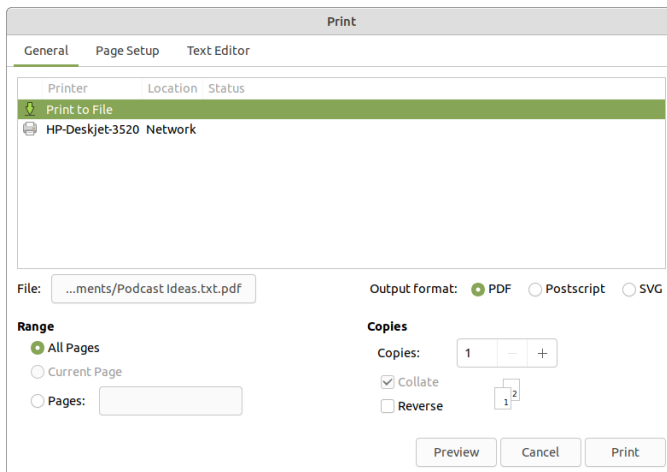 Print
General Page Setup Text Editor
Printer Location Status
Print to File
HP-Deskjet-3520 Network
File: ...ments/Podcast Ideas.txt.pdf Output format: PDF Postscript SVG
Range Copies
All Pages Copies: 1 − +
Current Page Collate
Pages: Reverse 1 2
Preview Cancel Print